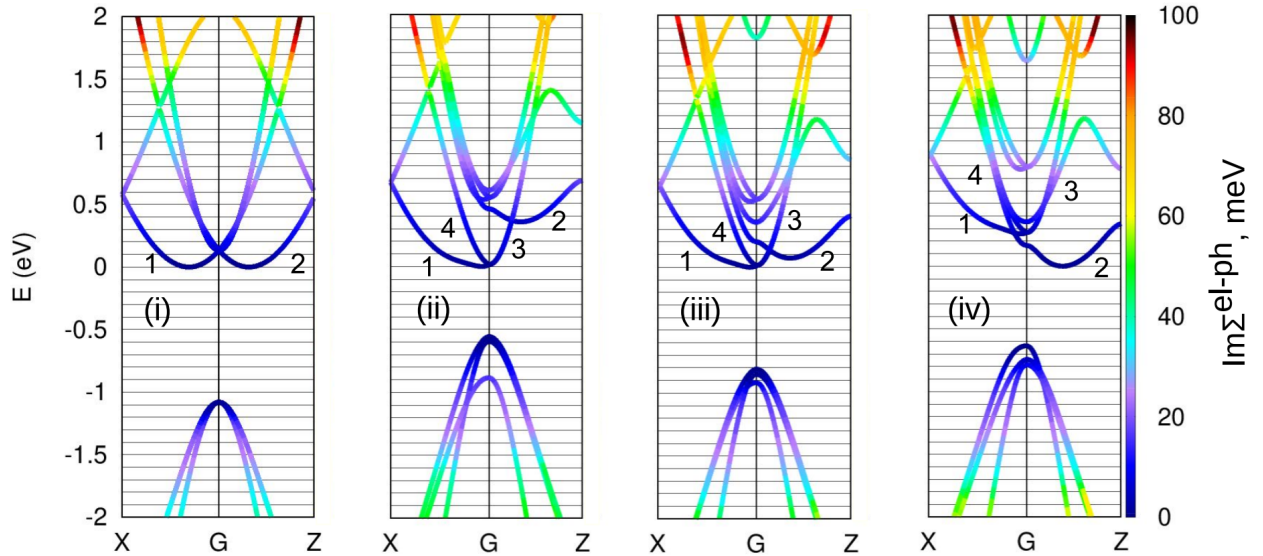 2
1.5
1
0.5
0
-0.5
-1
-1.5
-2
E (eV)
X G Z
1 2
(i)
X G Z
4 3 2
1
(ii)
X G Z
4 3
1 2
(iii)
X G Z
4 3
1 2
(iv)
100
80
60
40
20
0
ImΣel-ph, meV